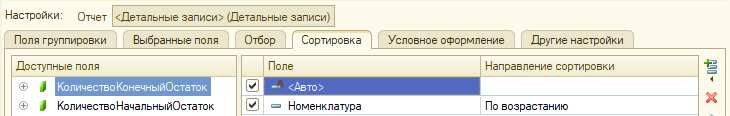 Настройки: Отчет <Детальные записи> (Детальные записи)
Поля группировки Выбранные поля Отбор Сортировка Условное оформление Другие настройки
Доступные поля Поле Направление сортировки
КоличествоКонечныйОстаток <Авто>
КоличествоНачальныйОстаток Номенклатура По возрастанию